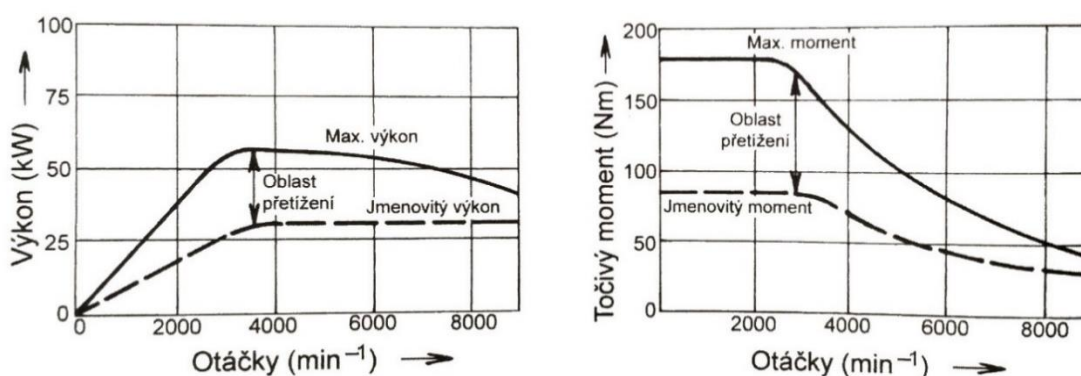 Výkon (kW)
100
75
50
25
0
Max. výkon
Oblast
přetížení
Jmenovitý výkon
0
2000
4000
6000
8000
Otáčky (min⁻¹)
Točivý moment (Nm)
200
150
100
50
0
Max. moment
Oblast
přetížení
Jmenovitý moment
2000
4000
6000
8000
Otáčky (min⁻¹)